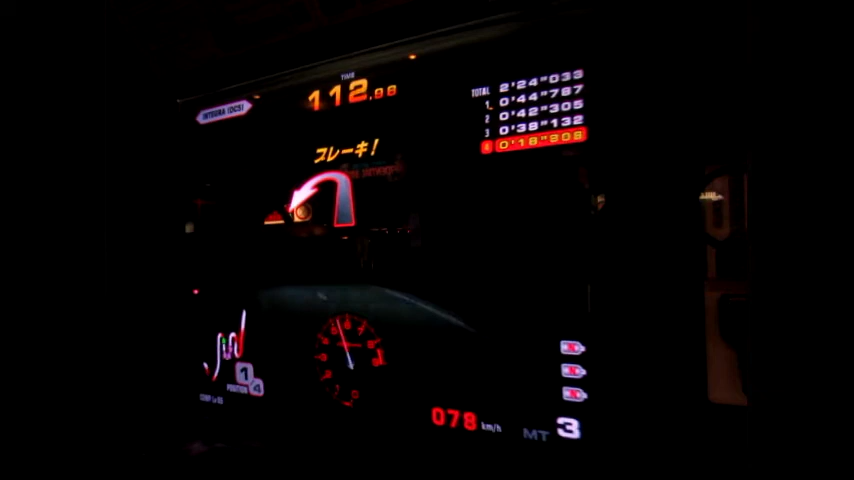 TIME
112.98
INTEGRA [DC5]
TOTAL 2'24"033
1 0'44"787
2 0'42"305
3 0'38"132
4 0'18"808
ブレーキ!
1/4
POSITION
078 km/h
MT 3